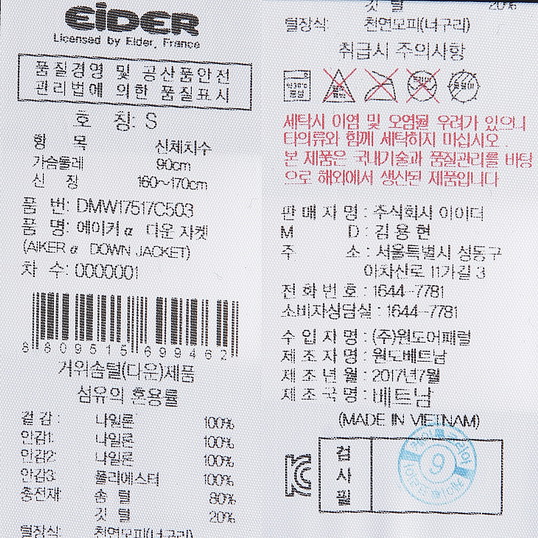 EiDER
Licensed by Eider, France
품질경영 및 공산품안전
관리법에 의한 품질표시
호 칭: S
항 목 신체치수
가슴둘레 90cm
신 장 160~170cm
품 번: DMW17517C503
품 명: 에이커α 다운 자켓
(AIKER α DOWN JACKET)
차 수: 0000001
8 809515 699462
거위솜털(다운)제품
섬유의 혼용률
겉감: 나일론 100%
안감1: 나일론 100%
안감2: 나일론 100%
안감3: 폴리에스터 100%
충전재: 솜 털 80%
깃 털 20%
털장식: 천연모피(너구리)
깃 털 20%
털장식: 천연모피(너구리)
취급시 주의사항
세탁시 이염 및 오염될 우려가 있으니
타의류와 함께 세탁하지 마십시오.
본 제품은 국내기술과 품질관리를 바탕
으로 해외에서 생산된 제품입니다
판매자명: 주식회사 아이더
M D: 김용현
주 소: 서울특별시 성동구
아차산로 11가길 3
전화번호: 1644-7781
소비자상담실: 1644-7781
수입자명: (주)원도어패럴
제조자명: 원도베트남
제조년월: 2017년7월
제조국명: 베트남
(MADE IN VIETNAM)
검
사
필
9